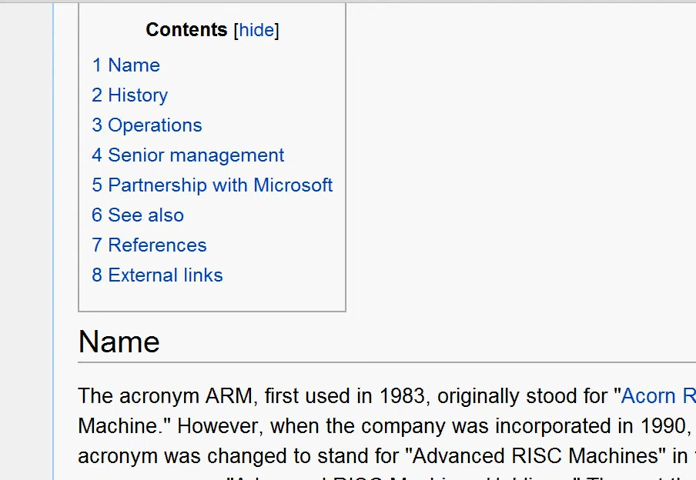 Contents [hide]
1 Name
2 History
3 Operations
4 Senior management
5 Partnership with Microsoft
6 See also
7 References
8 External links
Name
The acronym ARM, first used in 1983, originally stood for "Acorn R
Machine." However, when the company was incorporated in 1990,
acronym was changed to stand for "Advanced RISC Machines" in